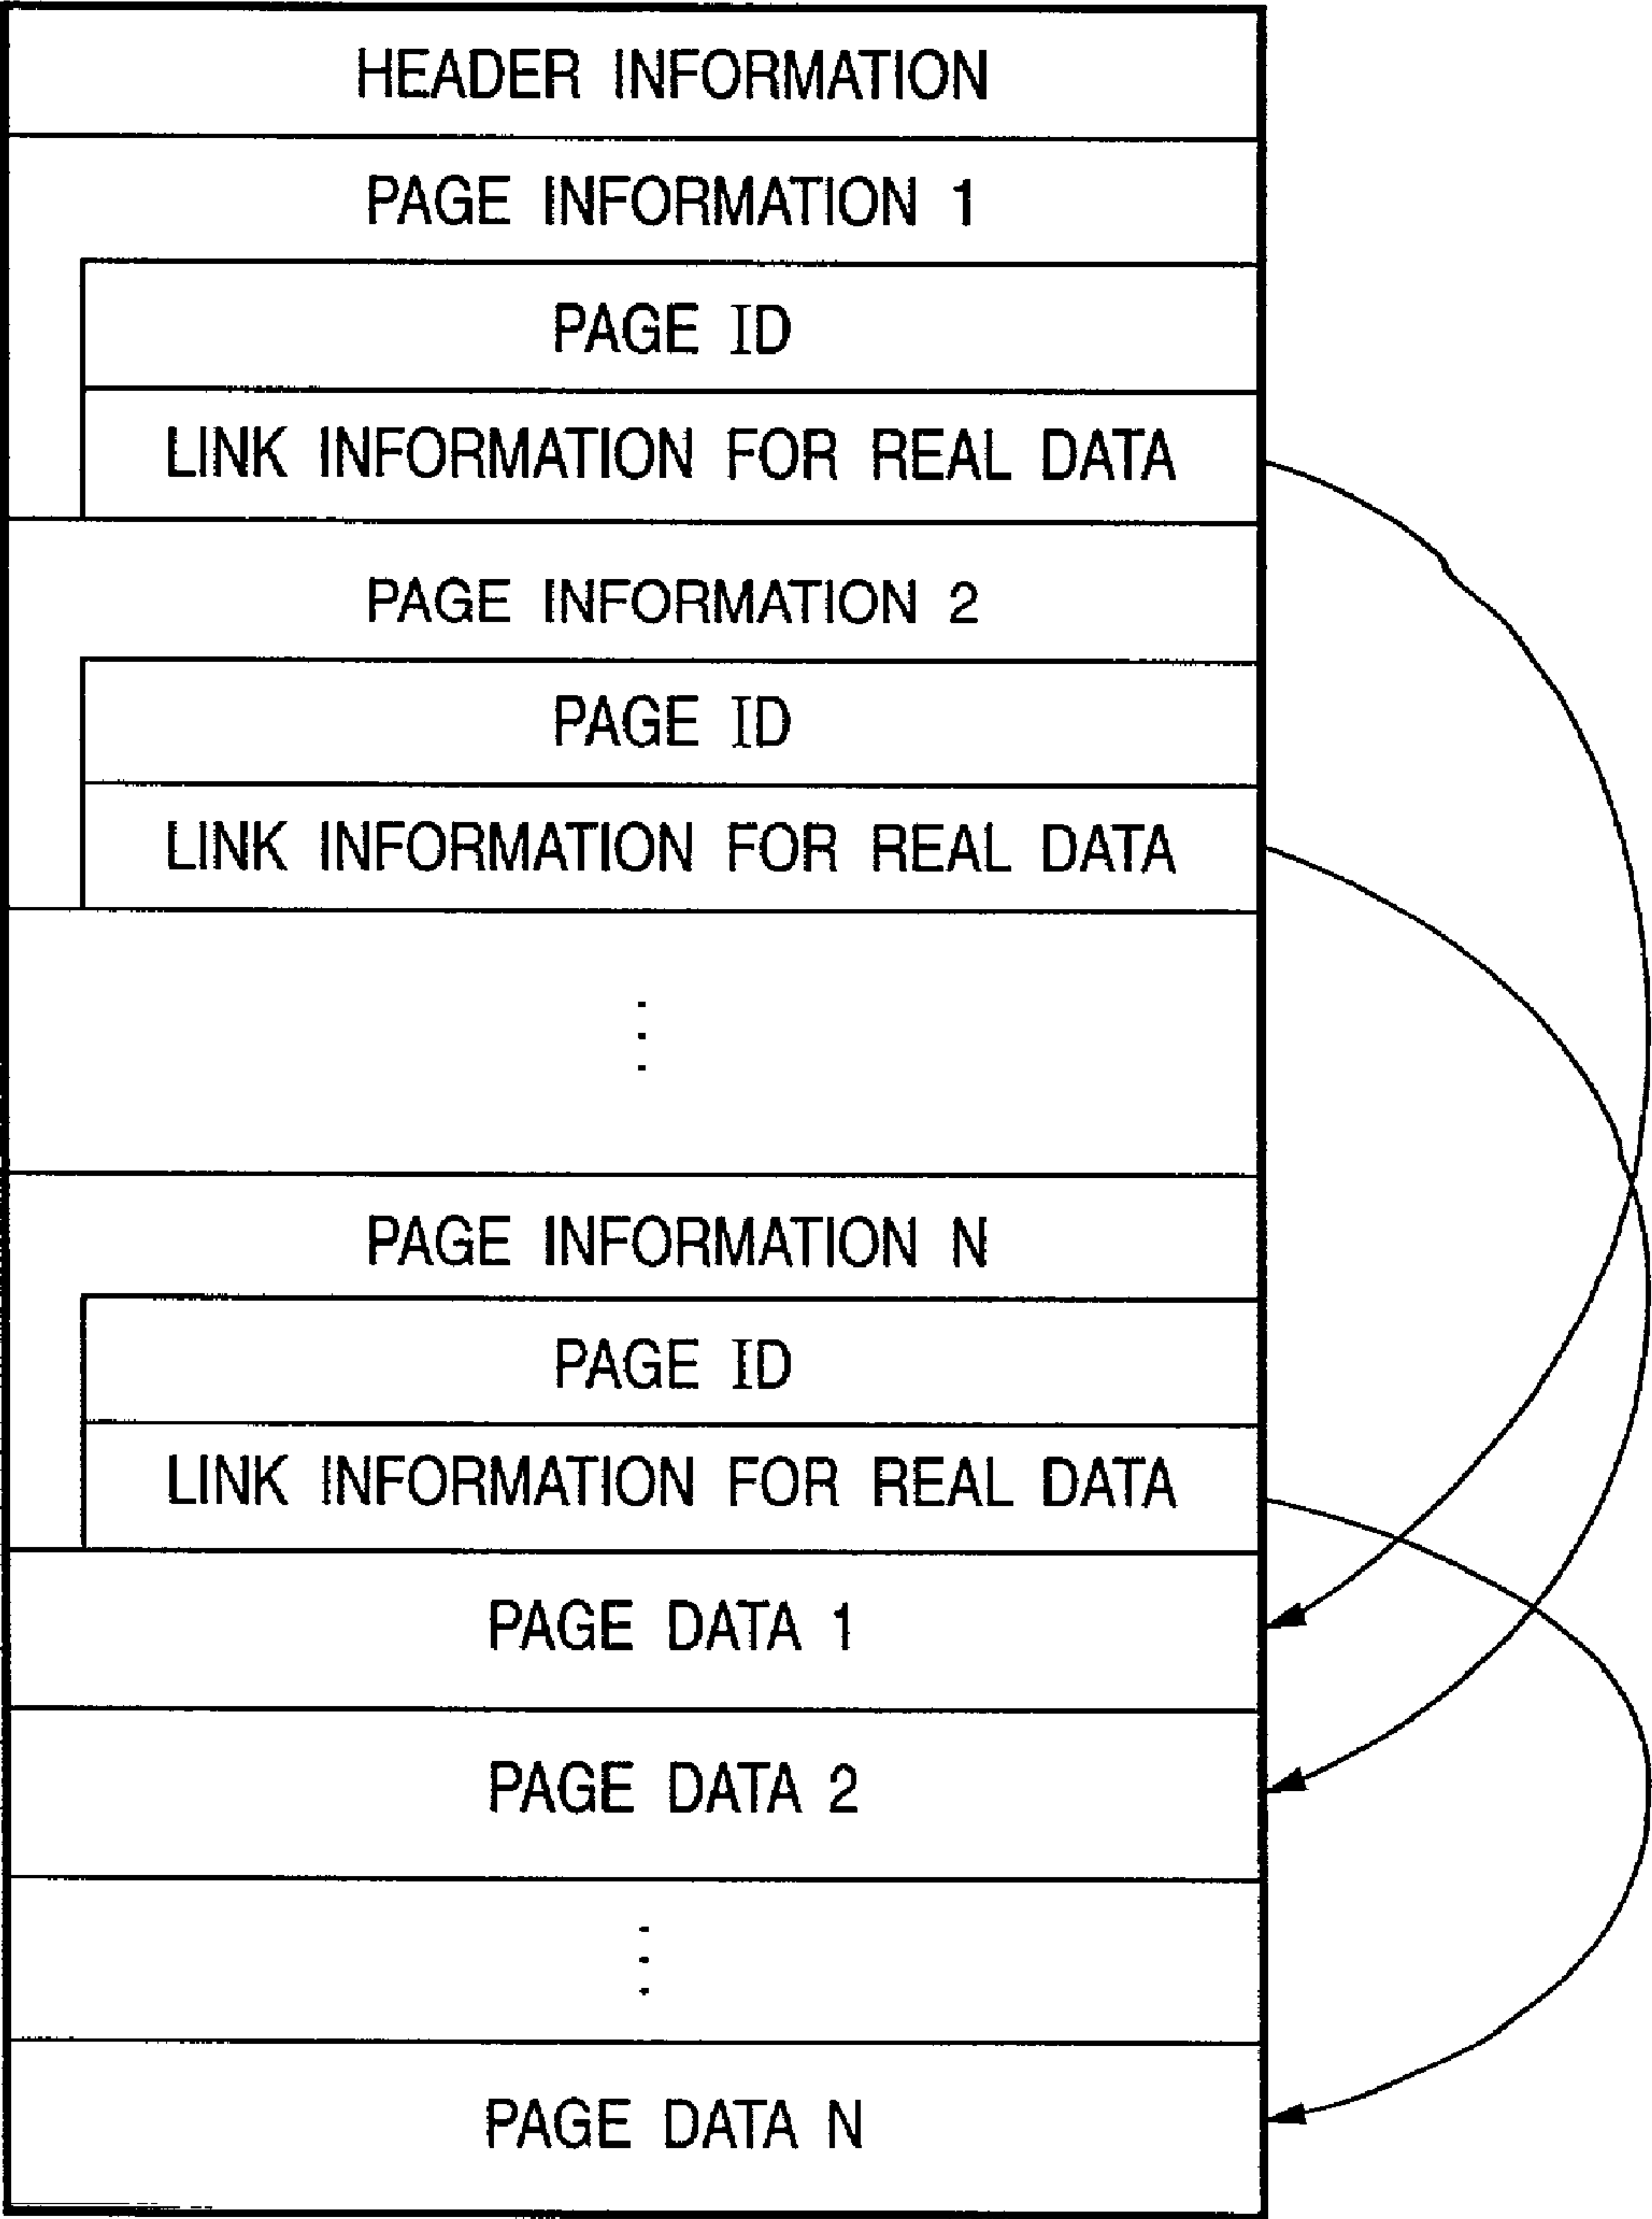 HEADER INFORMATION
PAGE INFORMATION 1
PAGE ID
LINK INFORMATION FOR REAL DATA
PAGE INFORMATION 2
PAGE ID
LINK INFORMATION FOR REAL DATA
PAGE INFORMATION N
PAGE ID
LINK INFORMATION FOR REAL DATA
PAGE DATA 1
PAGE DATA 2
PAGE DATA N